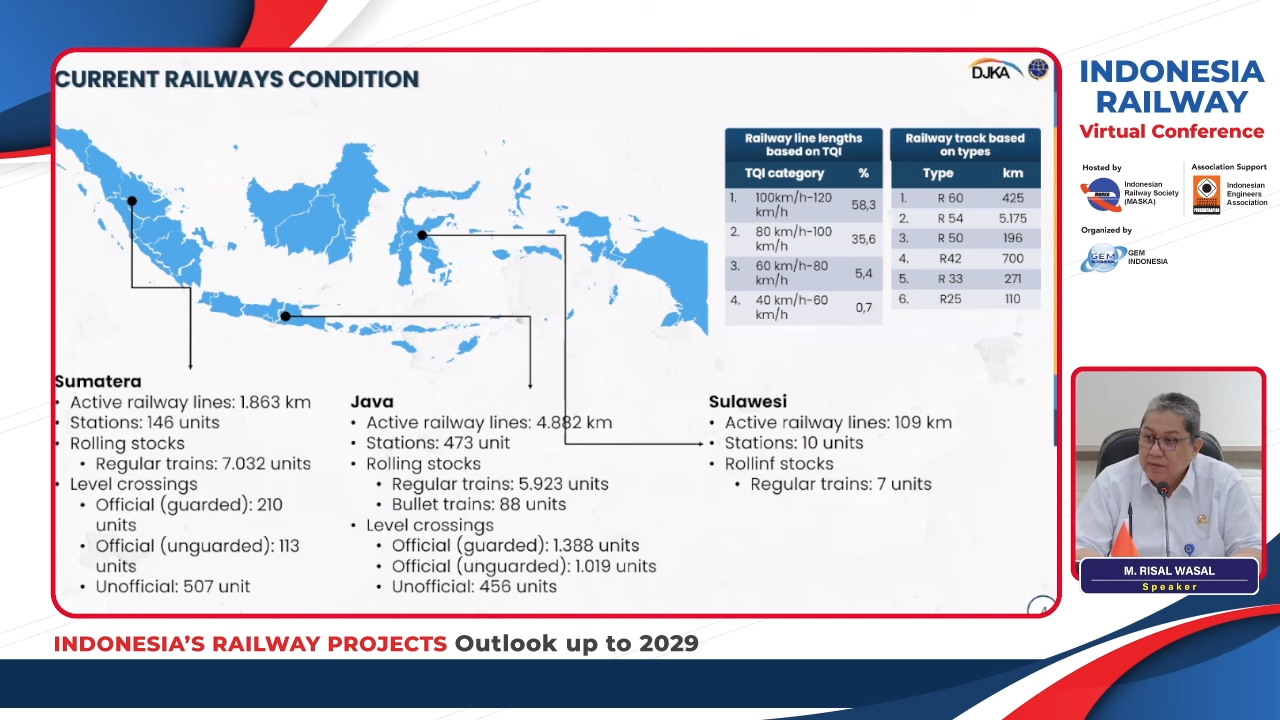 CURRENT RAILWAYS CONDITION
DJKA
Railway line lengths
based on TQI
TQI category %
1. 100km/h-120
km/h 58,3
2. 80 km/h-100
km/h 35,6
3. 60 km/h-80
km/h 5,4
4. 40 km/h-60
km/h 0,7
Railway track based
on types
Type km
1. R 60 425
2. R 54 5.175
3. R 50 196
4. R42 700
5. R 33 271
6. R25 110
Sumatera
• Active railway lines: 1.863 km
• Stations: 146 units
• Rolling stocks
• Regular trains: 7.032 units
• Level crossings
• Official (guarded): 210
units
• Official (unguarded): 113
units
• Unofficial: 507 unit
Java
• Active railway lines: 4.882 km
• Stations: 473 unit
• Rolling stocks
• Regular trains: 5.923 units
• Bullet trains: 88 units
• Level crossings
• Official (guarded): 1.388 units
• Official (unguarded): 1.019 units
• Unofficial: 456 units
Sulawesi
• Active railway lines: 109 km
• Stations: 10 units
• Rollinf stocks
• Regular trains: 7 units
INDONESIA
RAILWAY
Virtual Conference
Hosted by
Indonesian
Railway Society
(MASKA)
Association Support
Indonesian
Engineers
Association
Organized by
GEM
GEM
INDONESIA
M. RISAL WASAL
Speaker
INDONESIA'S RAILWAY PROJECTS Outlook up to 2029